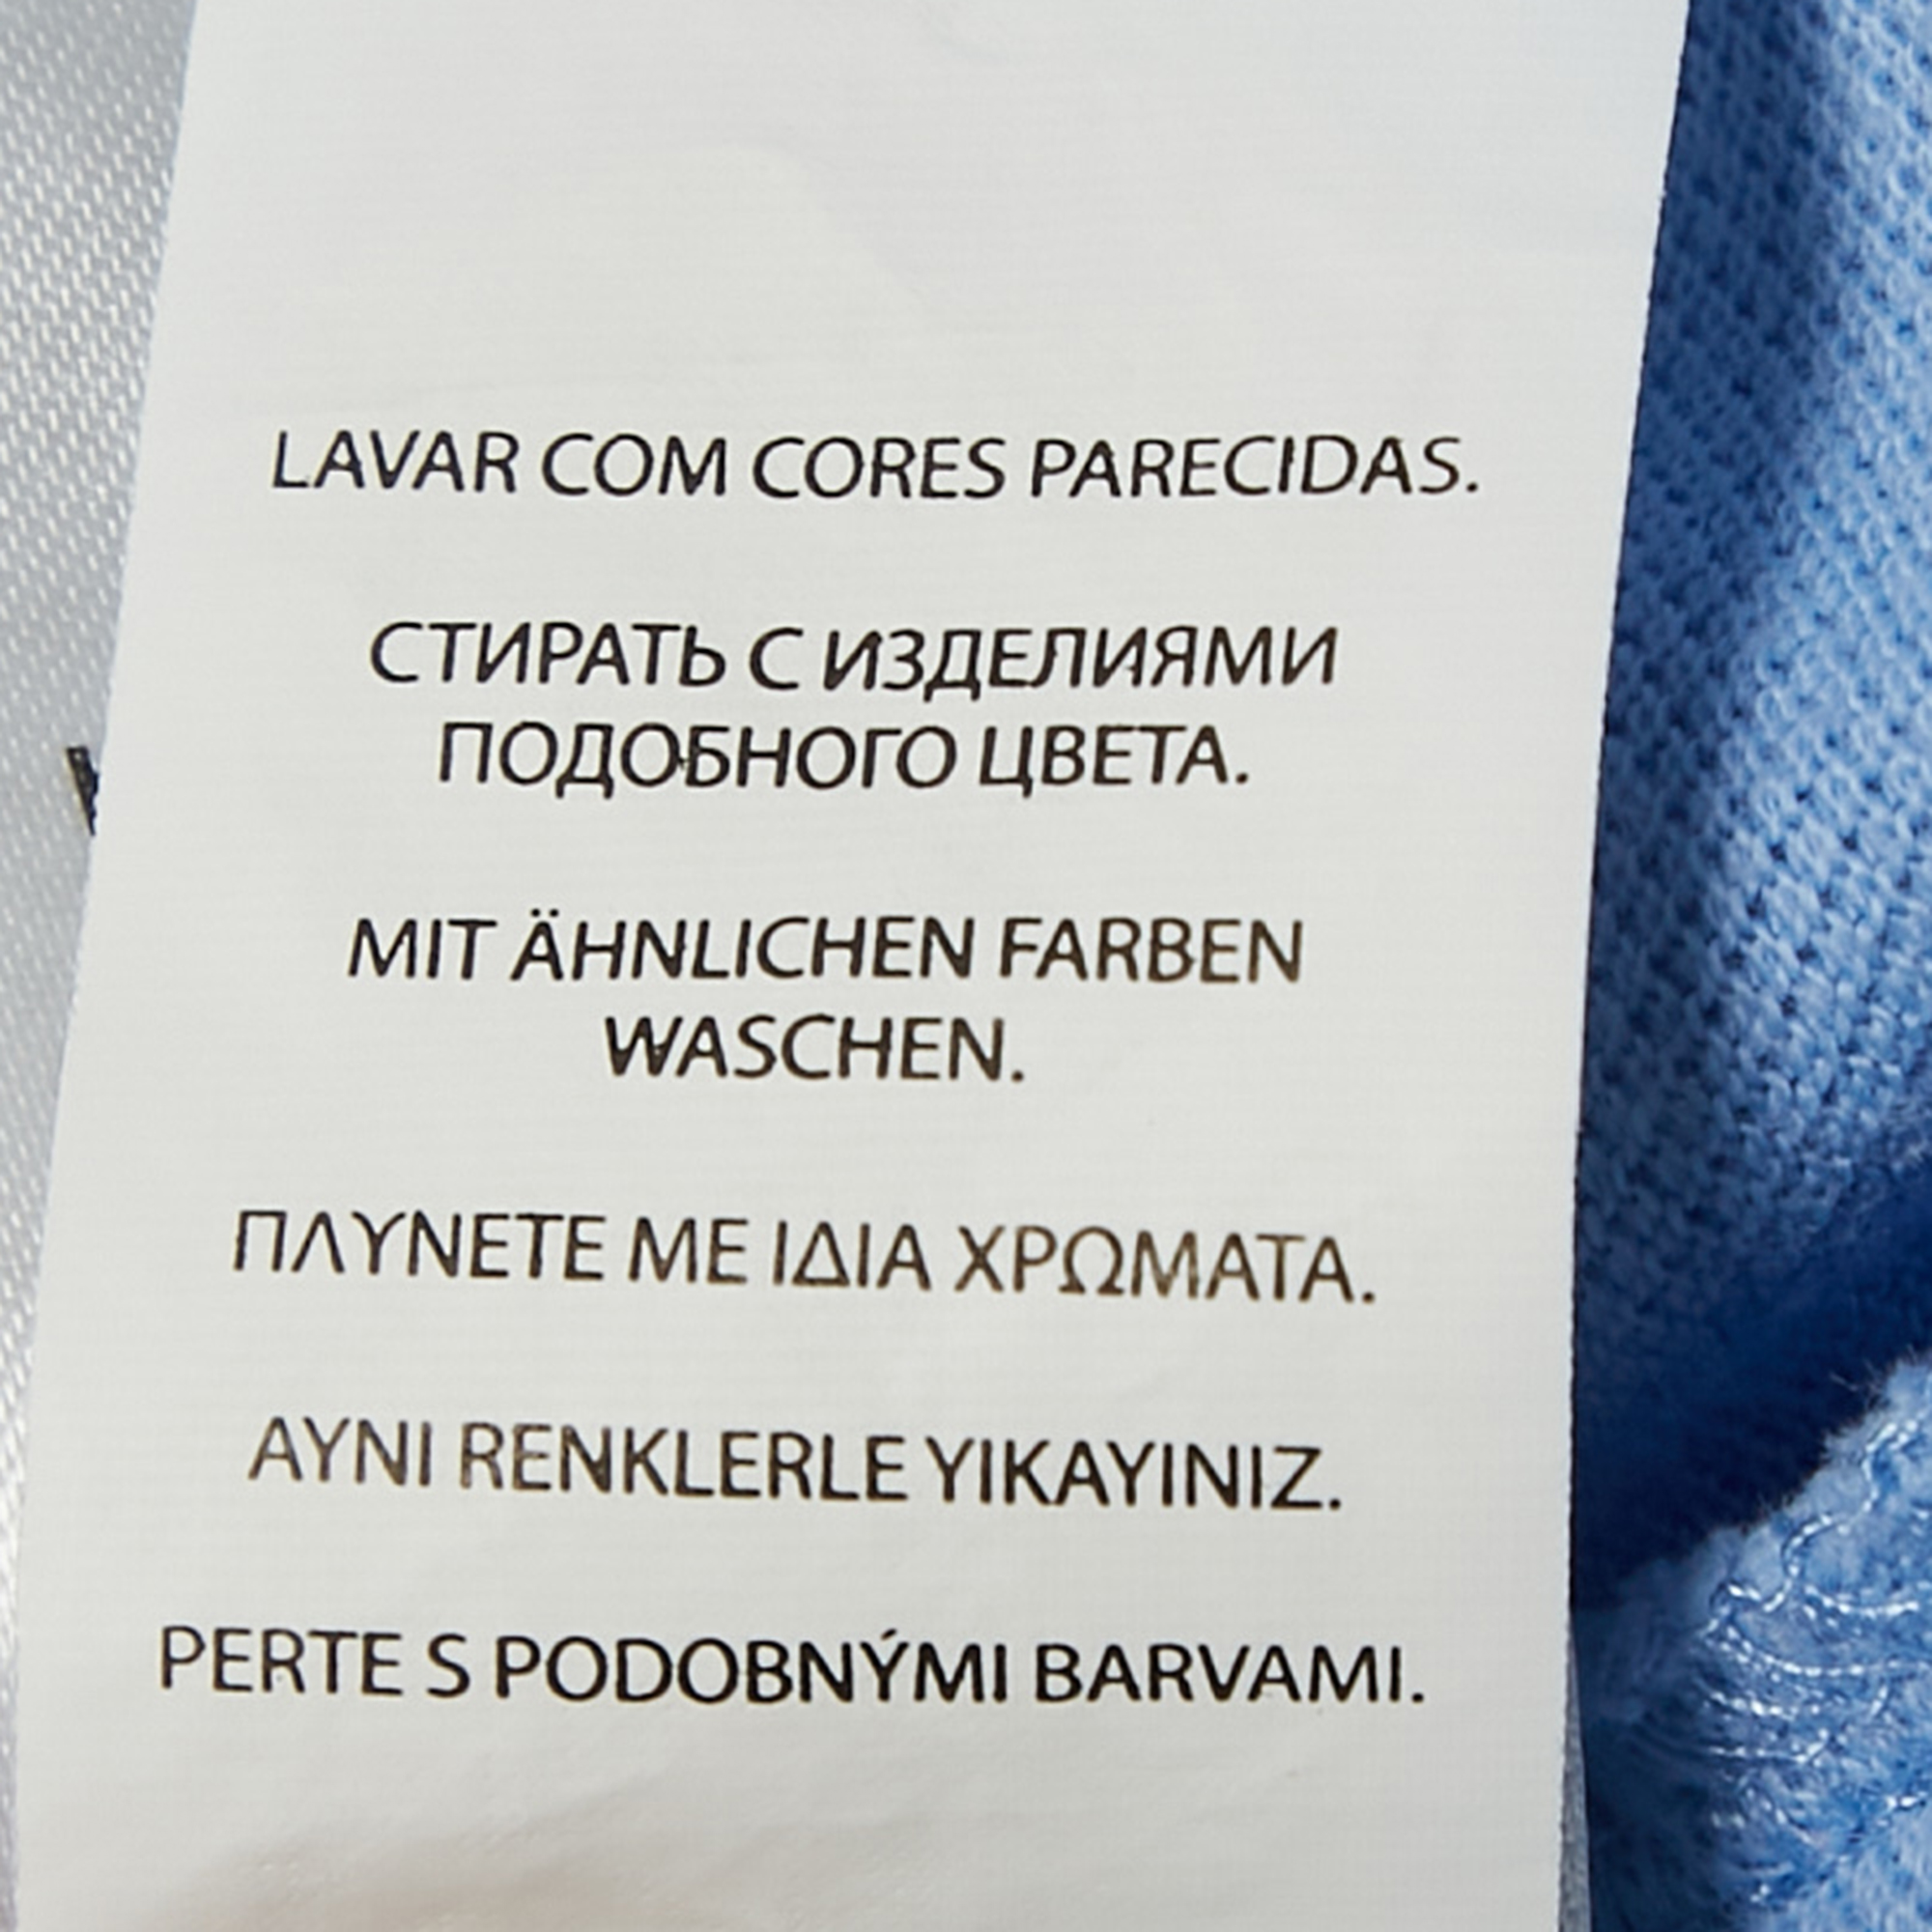 LAVAR COM CORES PARECIDAS.
СТИРАТЬ С ИЗДЕЛИЯМИ
ПОДОБНОГО ЦВЕТА.
MIT ÄHNLICHEN FARBEN
WASCHEN.
ΠΛΥΝΕΤΕ ΜΕ ΙΔΙΑ ΧΡΩΜΑΤΑ.
AYNI RENKLERLE YIKAYINIZ.
PERTE S PODOBNÝMI BARVAMI.